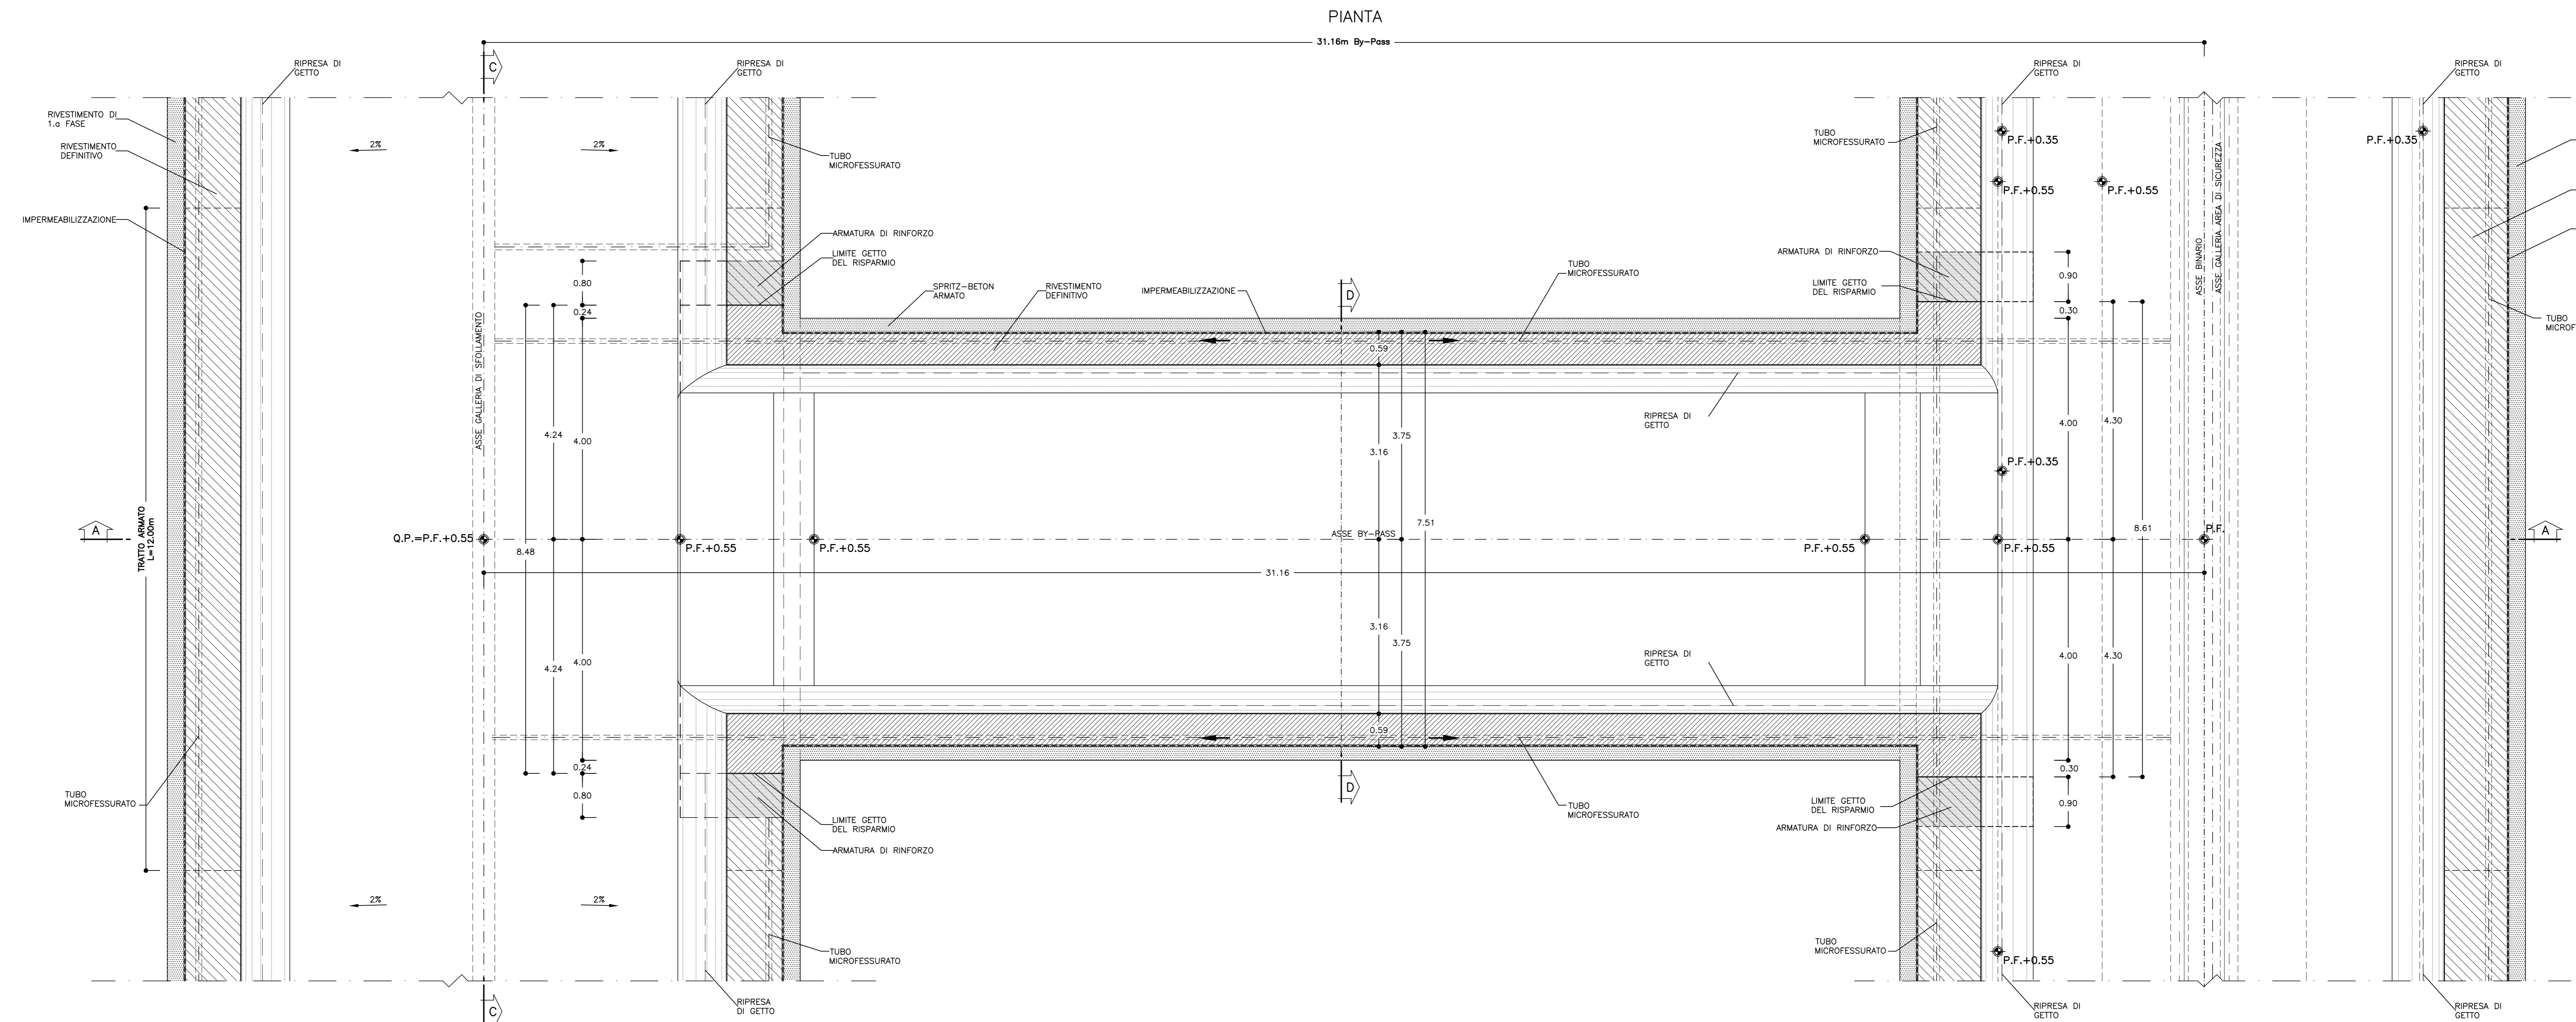 PIANTA
31.16m By-Pass
C
RIPRESA DI
GETTO
RIPRESA DI
GETTO
RIPRESA DI
GETTO
RIPRESA DI
GETTO
RIVESTIMENTO DI
1.a FASE
RIVESTIMENTO
DEFINITIVO
IMPERMEABILIZZAZIONE
2%
2%
TUBO
MICROFESSURATO
TUBO
MICROFESSURATO
P.F.+0.35
P.F.+0.35
P.F.+0.55
P.F.+0.55
ASSE BINARIO
ASSE GALLERIA AREA DI SICUREZZA
ARMATURA DI RINFORZO
LIMITE GETTO
DEL RISPARMIO
SPRITZ-BETON
ARMATO
RIVESTIMENTO
DEFINITIVO
IMPERMEABILIZZAZIONE
D
TUBO
MICROFESSURATO
ARMATURA DI RINFORZO
LIMITE GETTO
DEL RISPARMIO
0.80
0.24
0.90
0.30
TUBO
ASSE GALLERIA DI SFOLLAMENTO
0.59
RIPRESA DI
GETTO
4.24
4.00
3.75
3.16
4.00
4.30
P.F.+0.35
A
TRATTO ARMATO
L=12.00m
Q.P.=P.F.+0.55
P.F.+0.55
P.F.+0.55
8.48
ASSE BY-PASS
7.51
P.F.+0.55
P.F.+0.55
P.F.
8.61
A
31.16
3.16
3.75
4.24
4.00
RIPRESA DI
GETTO
4.00
4.30
0.59
0.24
0.80
0.30
0.90
TUBO
MICROFESSURATO
D
TUBO
MICROFESSURATO
LIMITE GETTO
DEL RISPARMIO
ARMATURA DI RINFORZO
LIMITE GETTO
DEL RISPARMIO
ARMATURA DI RINFORZO
2%
2%
TUBO
MICROFESSURATO
TUBO
MICROFESSURATO
P.F.+0.55
C
RIPRESA
DI GETTO
RIPRESA DI
GETTO
RIPRESA DI
GETTO